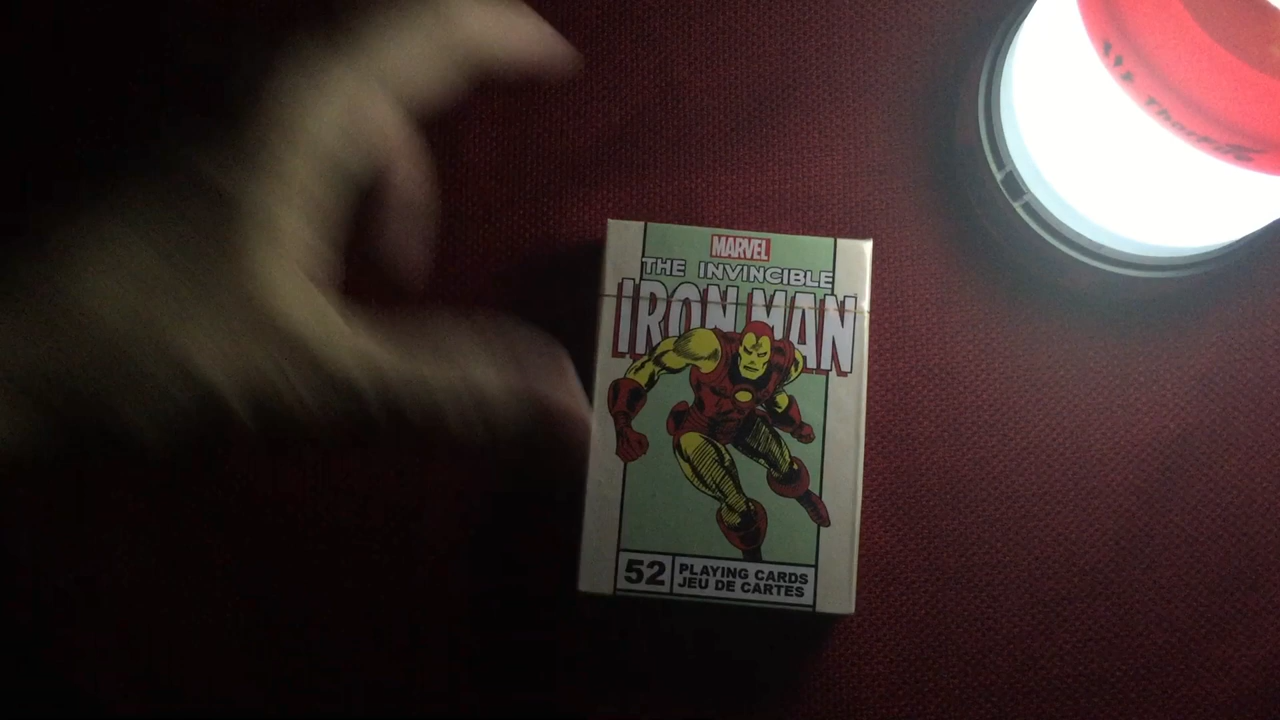 MARVEL
THE INVINCIBLE
IRON MAN
52
PLAYING CARDS
JEU DE CARTES